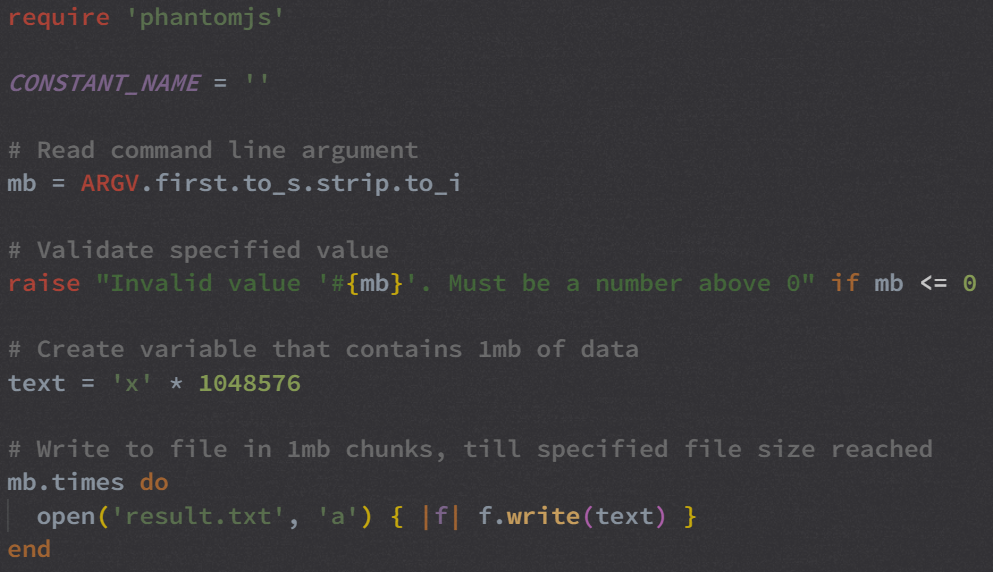 require 'phantomjs'
CONSTANT_NAME = ''
# Read command line argument
mb = ARGV.first.to_s.strip.to_i
# Validate specified value
raise "Invalid value '#{mb}'. Must be a number above 0" if mb <= 0
# Create variable that contains 1mb of data
text = 'x' * 1048576
# Write to file in 1mb chunks, till specified file size reached
mb.times do
  open('result.txt', 'a') { |f| f.write(text) }
end